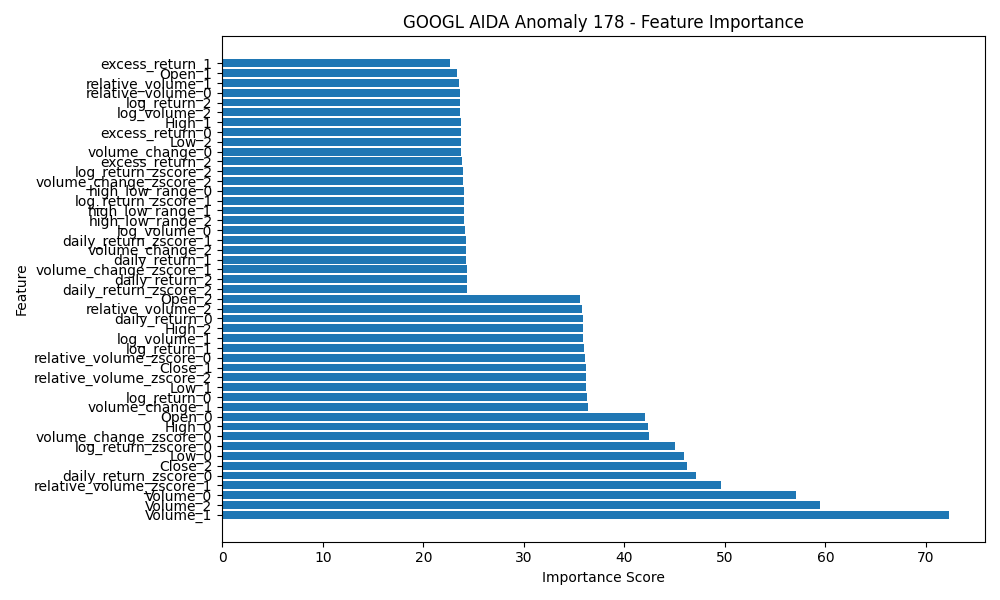 GOOGL AIDA Anomaly 178 - Feature Importance
excess_return_1
Open_1
relative_volume_1
relative_volume_0
log_return_2
log_volume_2
High_1
excess_return_0
Low_2
volume_change_0
excess_return_2
log_return_zscore_2
volume_change_zscore_2
high_low_range_0
log_return_zscore_1
high_low_range_1
high_low_range_2
log_volume_0
daily_return_zscore_1
volume_change_2
daily_return_1
volume_change_zscore_1
daily_return_2
daily_return_zscore_2
Open_2
relative_volume_2
daily_return_0
High_2
log_volume_1
log_return_1
relative_volume_zscore_0
Close_1
relative_volume_zscore_2
Low_1
log_return_0
volume_change_1
Open_0
High_0
volume_change_zscore_0
log_return_zscore_0
Low_0
Close_2
daily_return_zscore_0
relative_volume_zscore_1
Volume_0
Volume_2
Volume_1
Feature
0 10 20 30 40 50 60 70
Importance Score